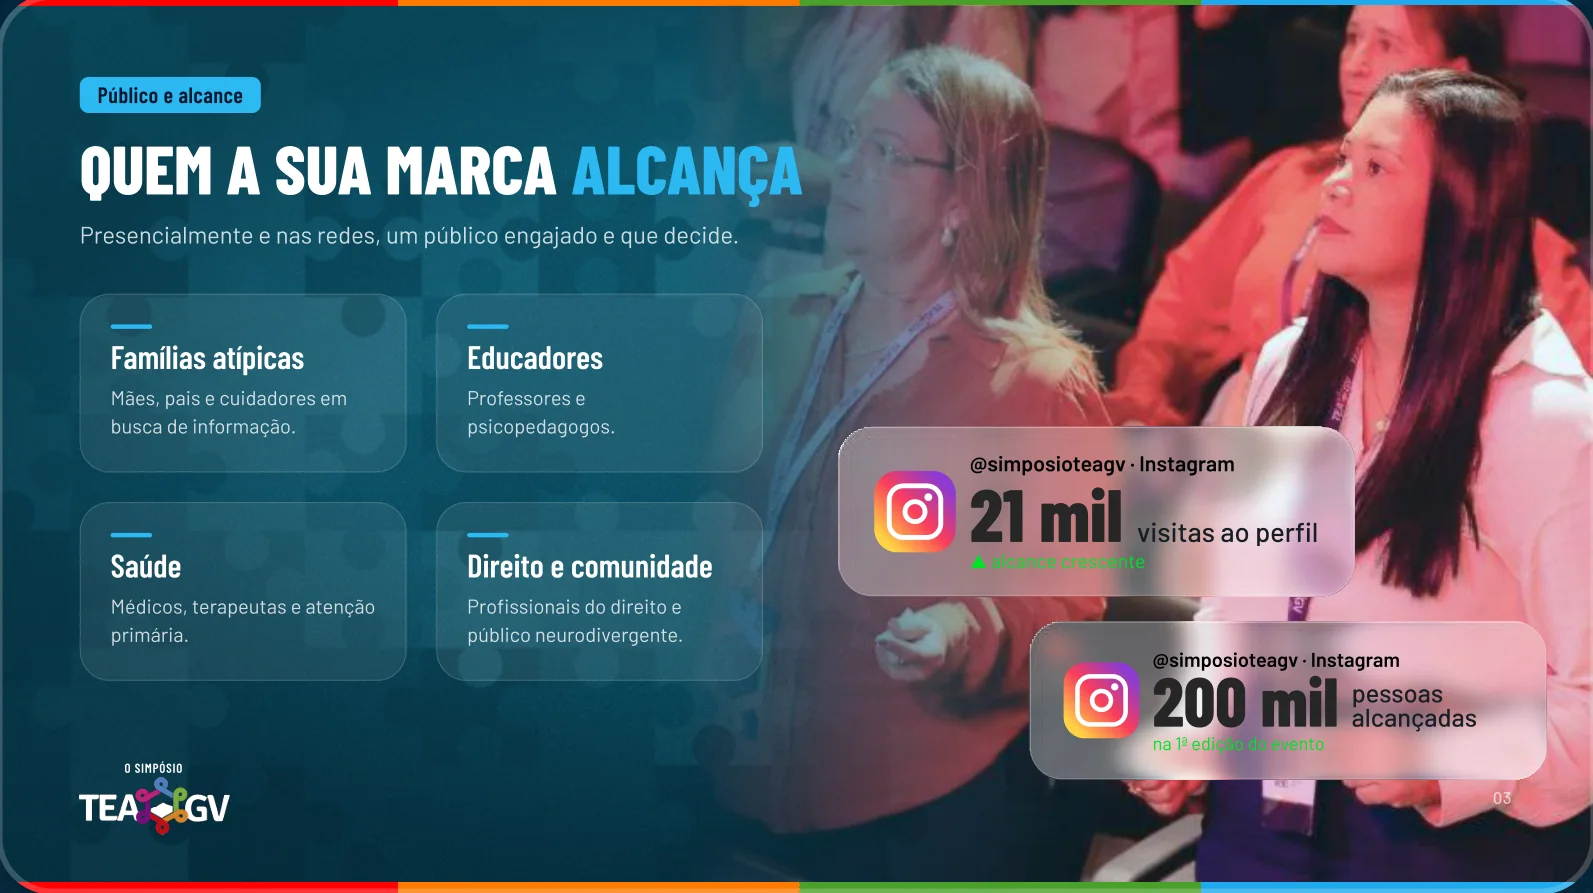 Público e alcance
QUEM A SUA MARCA ALCANÇA
Presencialmente e nas redes, um público engajado e que decide.
Famílias atípicas
Mães, pais e cuidadores em
busca de informação.
Educadores
Professores e
psicopedagogos.
Saúde
Médicos, terapeutas e atenção
primária.
Direito e comunidade
Profissionais do direito e
público neurodivergente.
@simposioteagv · Instagram
21 mil visitas ao perfil
▲ alcance crescente
@simposioteagv · Instagram
200 mil pessoas
alcançadas
na 1ª edição do evento
O SIMPÓSIO
TEA GV
03